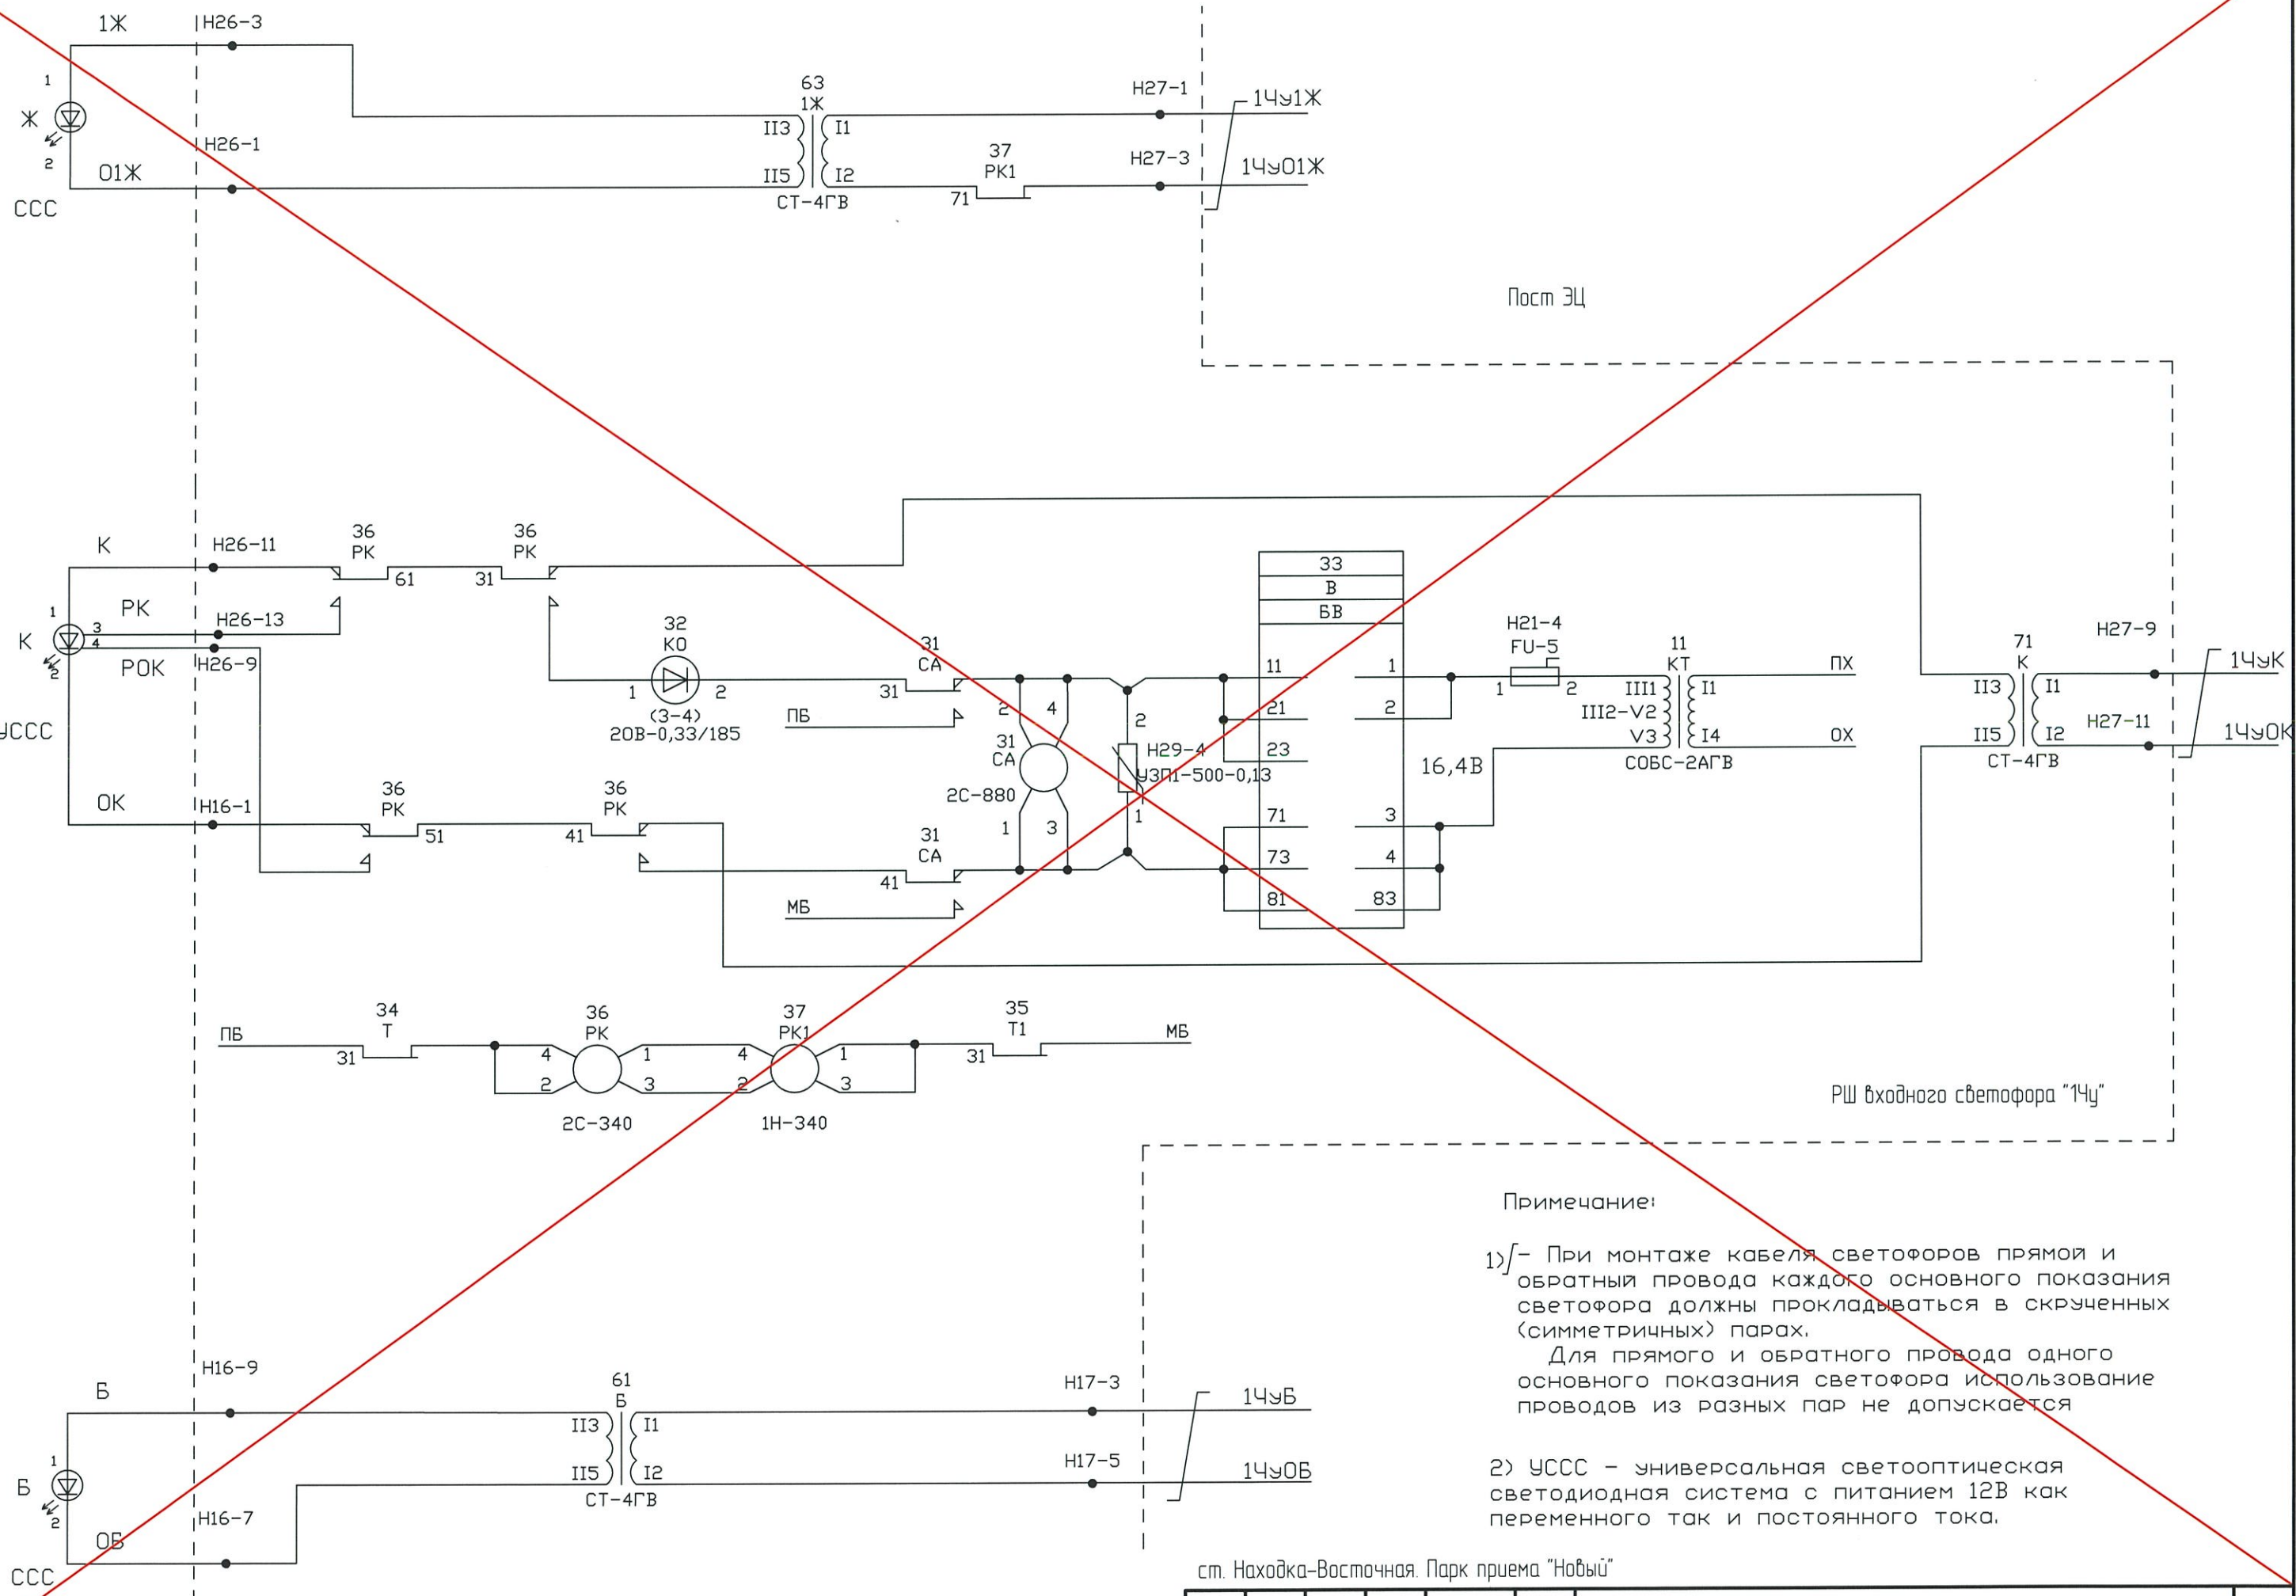 1Ж
Н26-3
1
Ж
2
Н26-1
О1Ж
ССС
63
1Ж
II3
I1
II5
I2
СТ-4ГВ
37
РК1
71
Н27-1
1Чу1Ж
Н27-3
1ЧуО1Ж
Пост ЭЦ
К
Н26-11
36
РК
61
36
РК
31
1
РК
Н26-13
К
3
4
2
РОК
Н26-9
УССС
ОК
Н16-1
36
РК
51
36
РК
41
32
КО
1
2
(3-4)
20В-0,33/185
31
СА
31
ПБ
2
4
31
СА
2С-880
1
3
31
СА
41
МБ
2
Н29-4
УЗП1-500-0,13
1
33
В
БВ
11
1
21
2
23
71
3
73
4
81
83
Н21-4
FU-5
1
2
16,4В
11
КТ
III1
I1
III2-V2
V3
I4
СОБС-2АГВ
ПХ
ОХ
71
К
II3
I1
II5
I2
СТ-4ГВ
Н27-9
1ЧуК
Н27-11
1ЧуОК
ПБ
34
Т
31
36
РК
4
1
2
3
2С-340
37
РК1
4
1
2
3
1Н-340
35
Т1
31
МБ
РШ входного светофора "1Чу"
Н16-9
Б
1
Б
2
Н16-7
ОБ
ССС
61
Б
II3
I1
II5
I2
СТ-4ГВ
Н17-3
1ЧуБ
Н17-5
1ЧуОБ
Примечание:
1) - При монтаже кабеля светофоров прямой и
обратный провода каждого основного показания
светофора должны прокладываться в скрученных
(симметричных) парах.
Для прямого и обратного провода одного
основного показания светофора использование
проводов из разных пар не допускается
2) УССС - универсальная светооптическая
светодиодная система с питанием 12В как
переменного так и постоянного тока.
ст. Находка-Восточная. Парк приема "Новый"